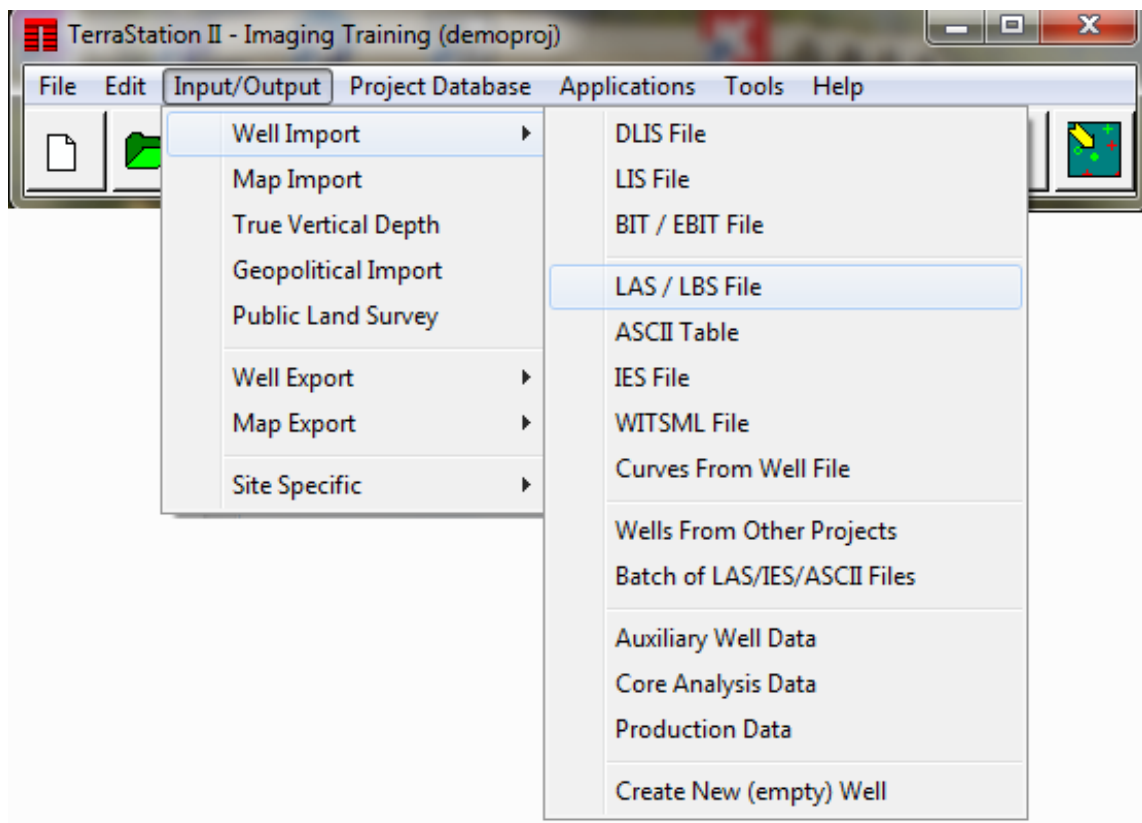 TerraStation II - Imaging Training (demoproj)
File Edit Input/Output Project Database Applications Tools Help
Well Import
Map Import
True Vertical Depth
Geopolitical Import
Public Land Survey
Well Export
Map Export
Site Specific
DLIS File
LIS File
BIT / EBIT File
LAS / LBS File
ASCII Table
IES File
WITSML File
Curves From Well File
Wells From Other Projects
Batch of LAS/IES/ASCII Files
Auxiliary Well Data
Core Analysis Data
Production Data
Create New (empty) Well